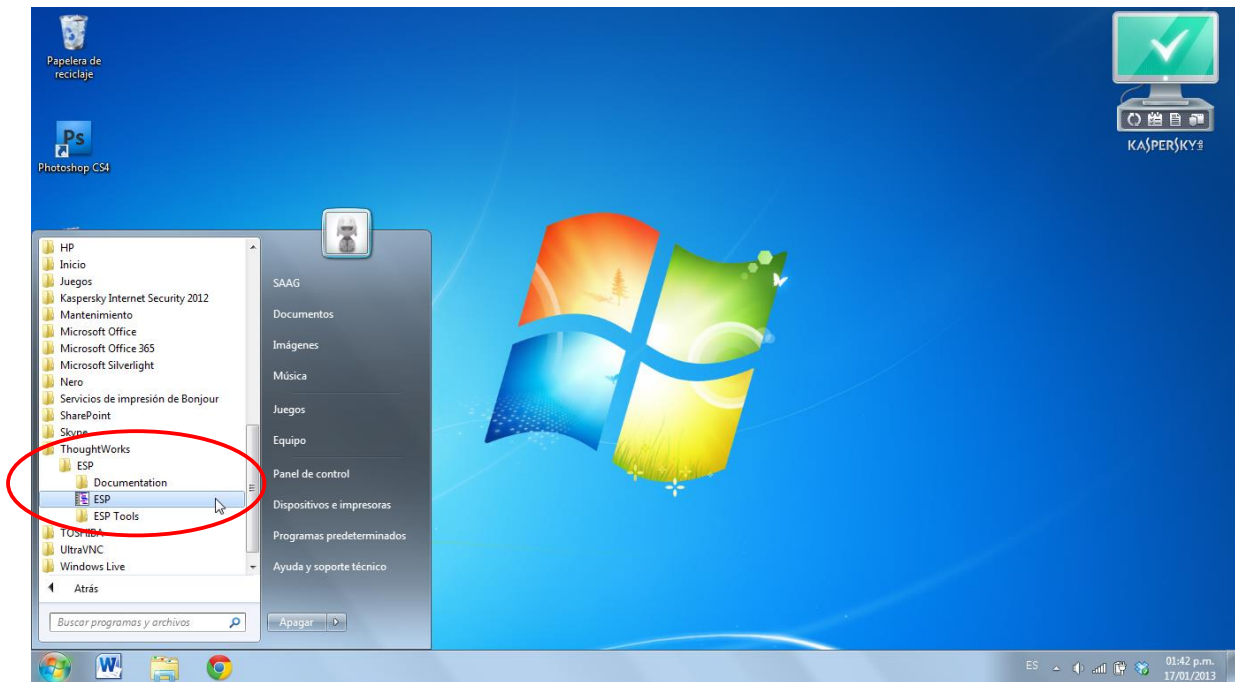 Papelera de
reciclaje
Ps
Photoshop CS4
KASPERSKY
HP
Inicio
Juegos
Kaspersky Internet Security 2012
Mantenimiento
Microsoft Office
Microsoft Office 365
Microsoft Silverlight
Nero
Servicios de impresión de Bonjour
SharePoint
Skype
ThoughtWorks
ESP
Documentation
ESP
ESP Tools
TOSHIBA
UltraVNC
Windows Live
Atrás
Buscar programas y archivos
SAAG
Documentos
Imágenes
Música
Juegos
Equipo
Panel de control
Dispositivos e impresoras
Programas predeterminados
Ayuda y soporte técnico
Apagar
W
ES
01:42 p.m.
17/01/2013